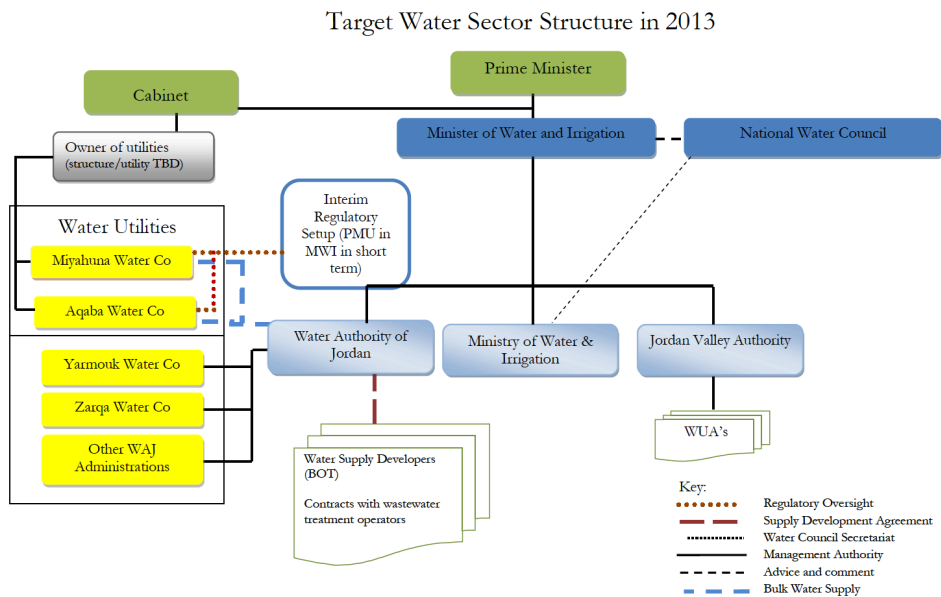 Target Water Sector Structure in 2013
Prime Minister
Cabinet
Minister of Water and Irrigation
National Water Council
Owner of utilities
(structure/utility TBD)
Interim
Regulatory
Setup (PMU in
MWI in short
term)
Water Utilities
Miyahuna Water Co
Aqaba Water Co
Water Authority of
Jordan
Ministry of Water &
Irrigation
Jordan Valley Authority
Yarmouk Water Co
Zarqa Water Co
Other WAJ
Administrations
WUA's
Water Supply Developers
(BOT)
Contracts with wastewater
treatment operators
Key:
Regulatory Oversight
Supply Development Agreement
Water Council Secretariat
Management Authority
Advice and comment
Bulk Water Supply